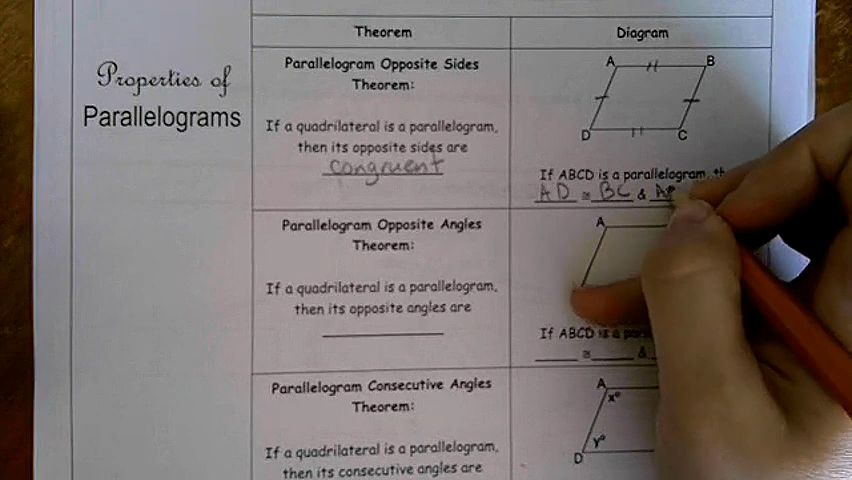 Theorem
Diagram
Properties of
Parallelograms
Parallelogram Opposite Sides
Theorem:
If a quadrilateral is a parallelogram,
then its opposite sides are
congruent
A
B
D
C
If ABCD is a parallelogram,
AD ≅ BC &
Parallelogram Opposite Angles
Theorem:
If a quadrilateral is a parallelogram,
then its opposite angles are
A
If ABCD is a
≅ &
Parallelogram Consecutive Angles
Theorem:
If a quadrilateral is a parallelogram,
then its consecutive angles are
A
x°
y°
D